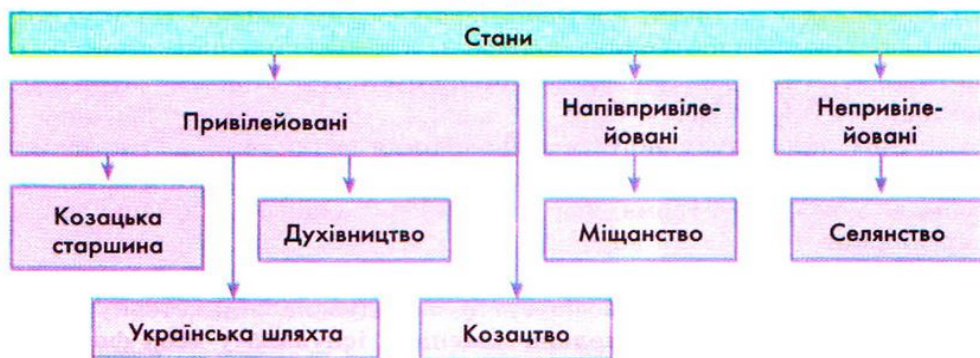 Стани
Привілейовані
Напівпривіле-
йовані
Непривіле-
йовані
Козацька
старшина
Духівництво
Міщанство
Селянство
Українська шляхта
Козацтво